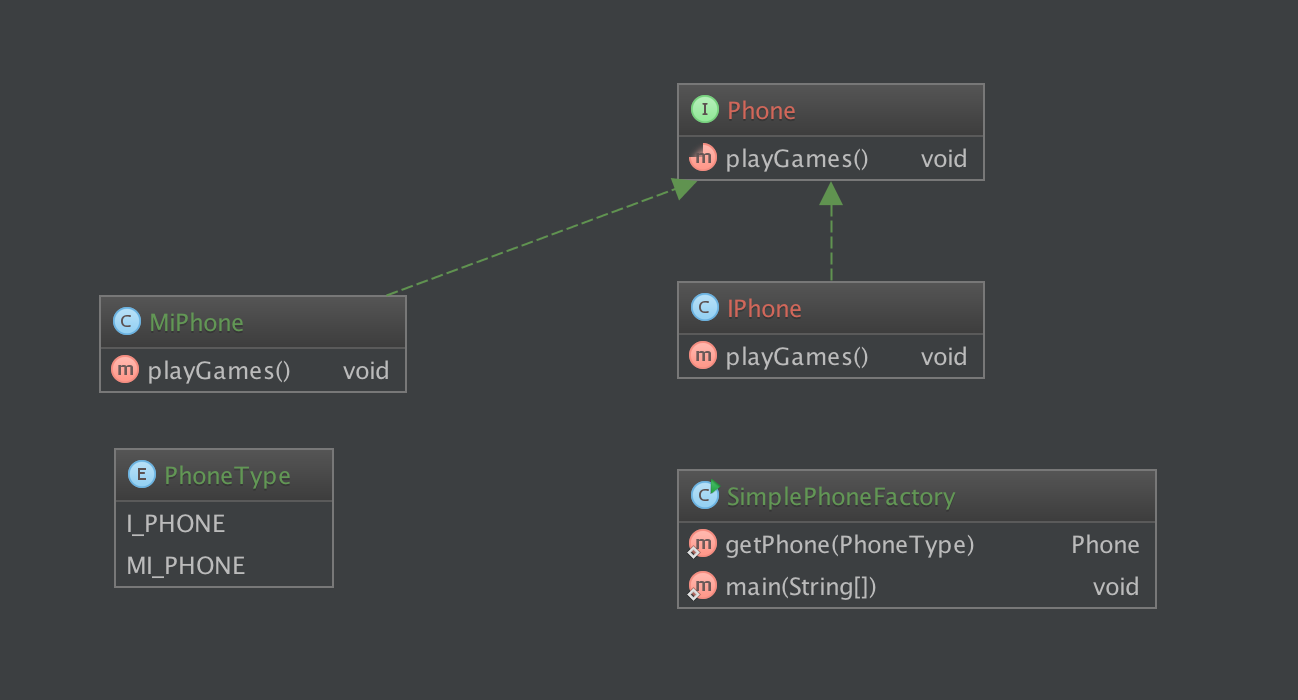 I Phone
m playGames() void
C MiPhone
m playGames() void
C IPhone
m playGames() void
E PhoneType
I_PHONE
MI_PHONE
C SimplePhoneFactory
m getPhone(PhoneType) Phone
m main(String[]) void